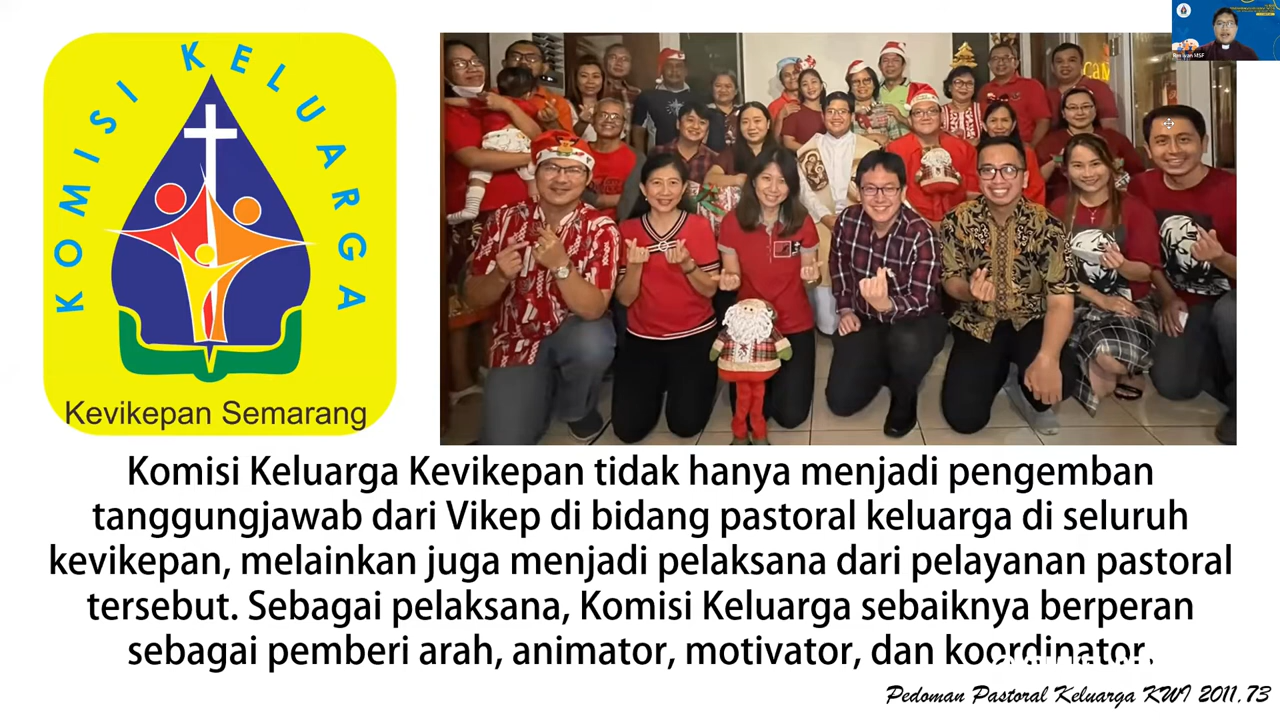 KOMISI KELUARGA
Kevikepan Semarang
Komisi Keluarga Kevikepan tidak hanya menjadi pengemban
tanggungjawab dari Vikep di bidang pastoral keluarga di seluruh
kevikepan, melainkan juga menjadi pelaksana dari pelayanan pastoral
tersebut. Sebagai pelaksana, Komisi Keluarga sebaiknya berperan
sebagai pemberi arah, animator, motivator, dan koordinator.
Pedoman Pastoral Keluarga KWI 2011,73